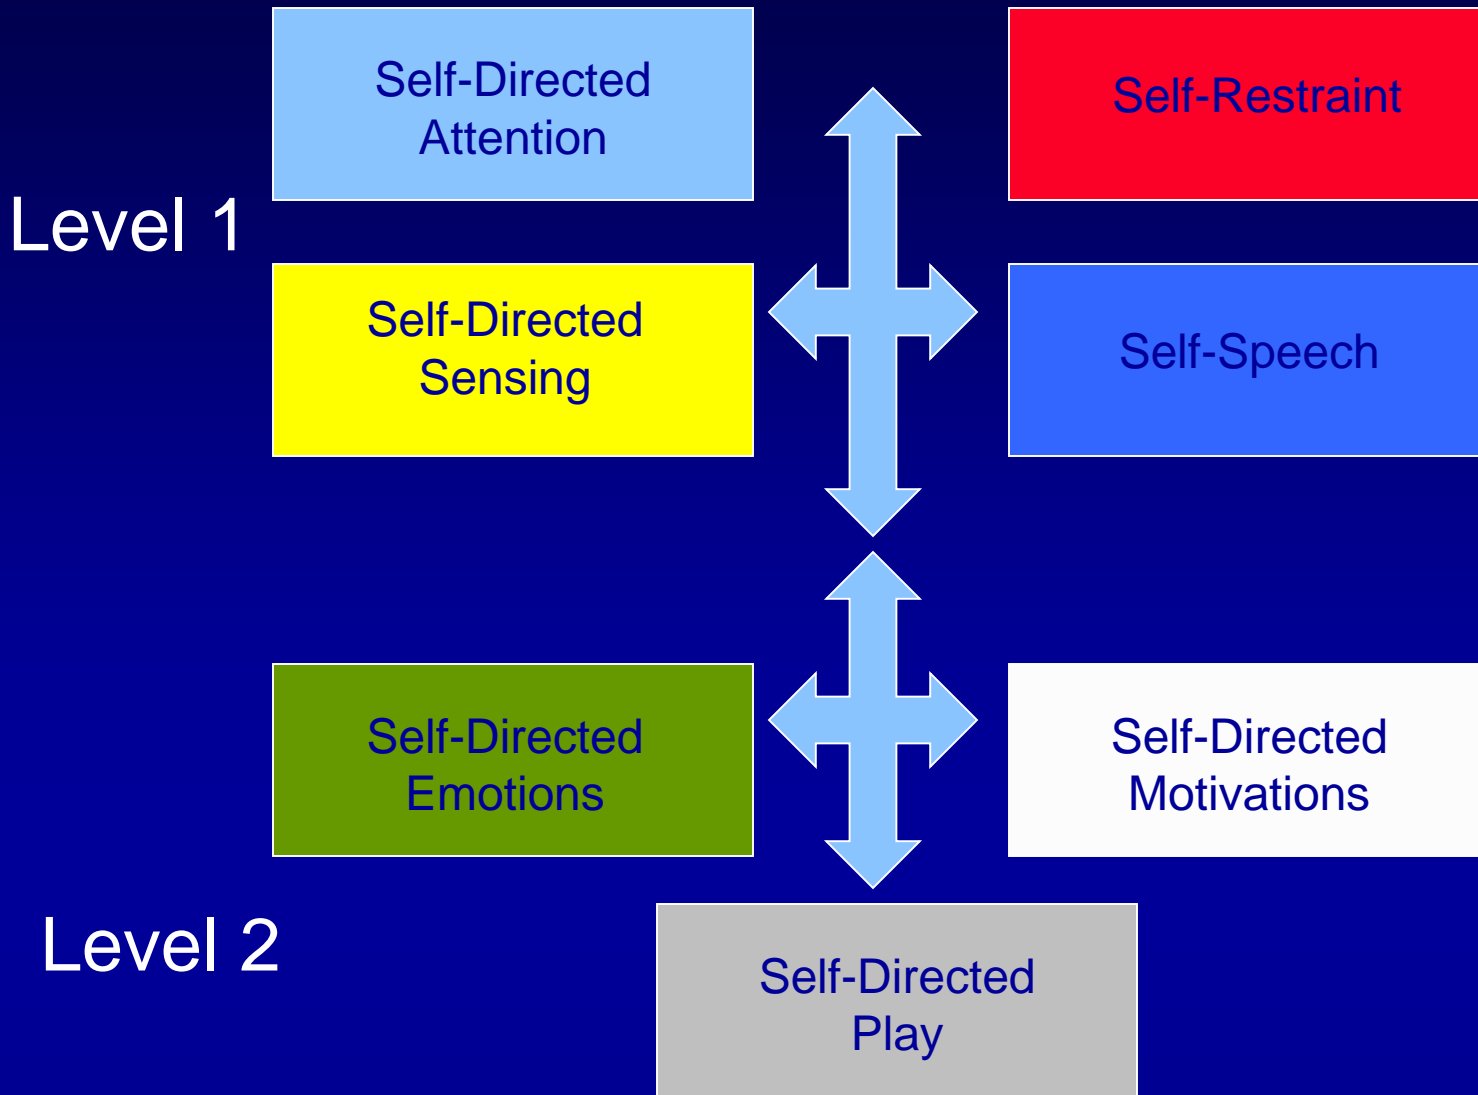 Self-Directed
Attention
Self-Restraint
Level 1
Self-Directed
Sensing
Self-Speech
Self-Directed
Emotions
Self-Directed
Motivations
Level 2
Self-Directed
Play